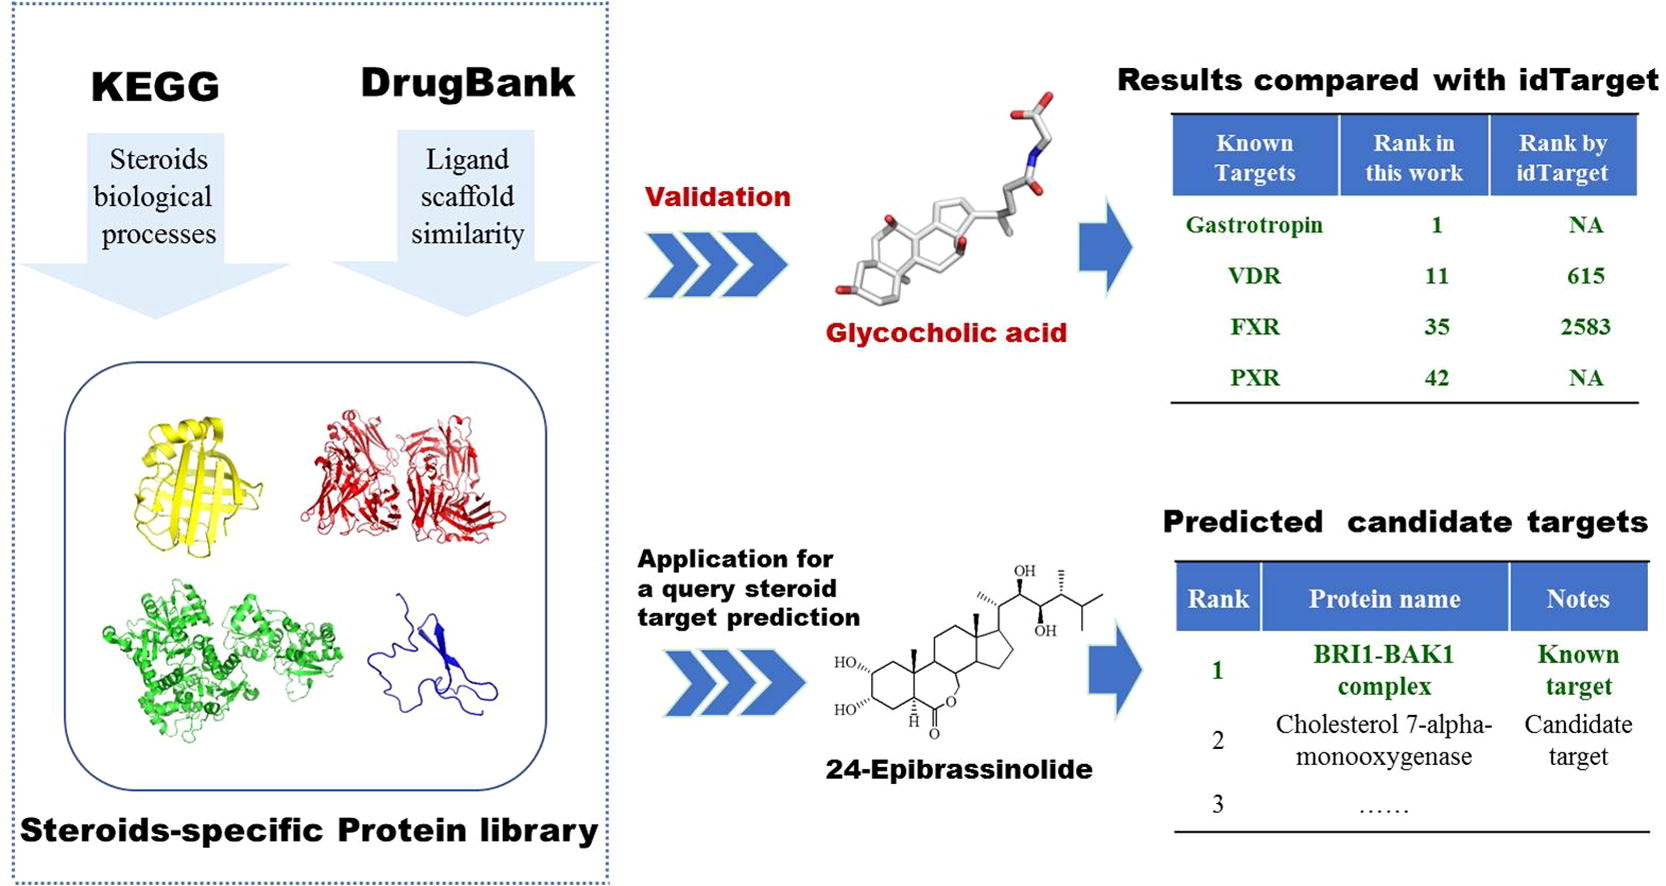 KEGG
DrugBank
Steroids
biological
processes
Ligand
scaffold
similarity
Steroids-specific Protein library
Validation
Glycocholic acid
Results compared with idTarget
Known Targets Rank in this work Rank by idTarget
Gastrotropin 1 NA
VDR 11 615
FXR 35 2583
PXR 42 NA
Application for
a query steroid
target prediction
OH
OH
HO
HO
H
O
O
24-Epibrassinolide
Predicted candidate targets
Rank Protein name Notes
1 BRI1-BAK1 complex Known target
2 Cholesterol 7-alpha-monooxygenase Candidate target
3 ......